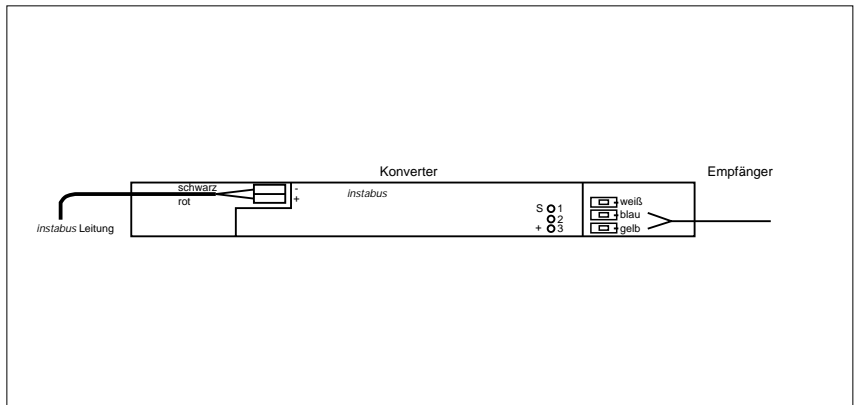 Konverter
Empfänger
schwarz
-
instabus
rot
+
weiß
S 1
blau
2
instabus Leitung
+ 3
gelb